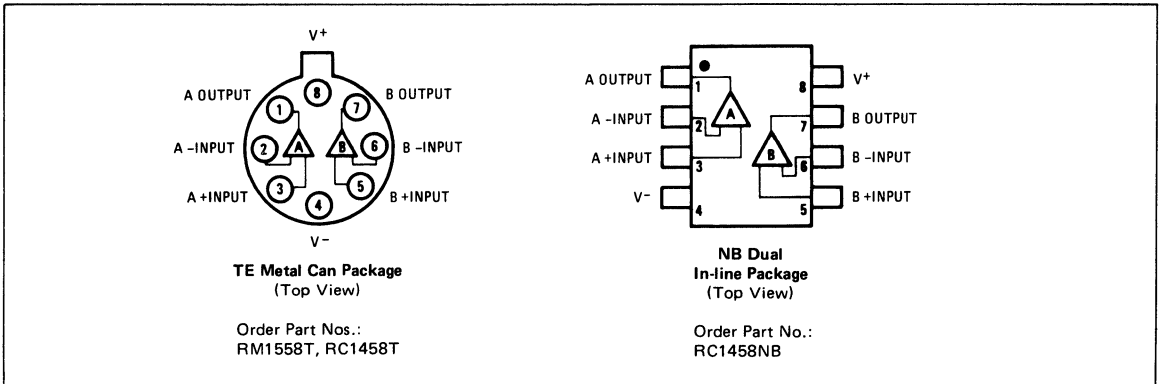 V+
A OUTPUT
B OUTPUT
8
1
7
A -INPUT
2
A
B
6
B -INPUT
3
5
A +INPUT
B +INPUT
4
V-
TE Metal Can Package
(Top View)
Order Part Nos.:
RM1558T, RC1458T
A OUTPUT
1
8
V+
A -INPUT
2
A
7
B OUTPUT
A +INPUT
3
B
6
B -INPUT
V-
4
5
B +INPUT
NB Dual
In-line Package
(Top View)
Order Part No.:
RC1458NB